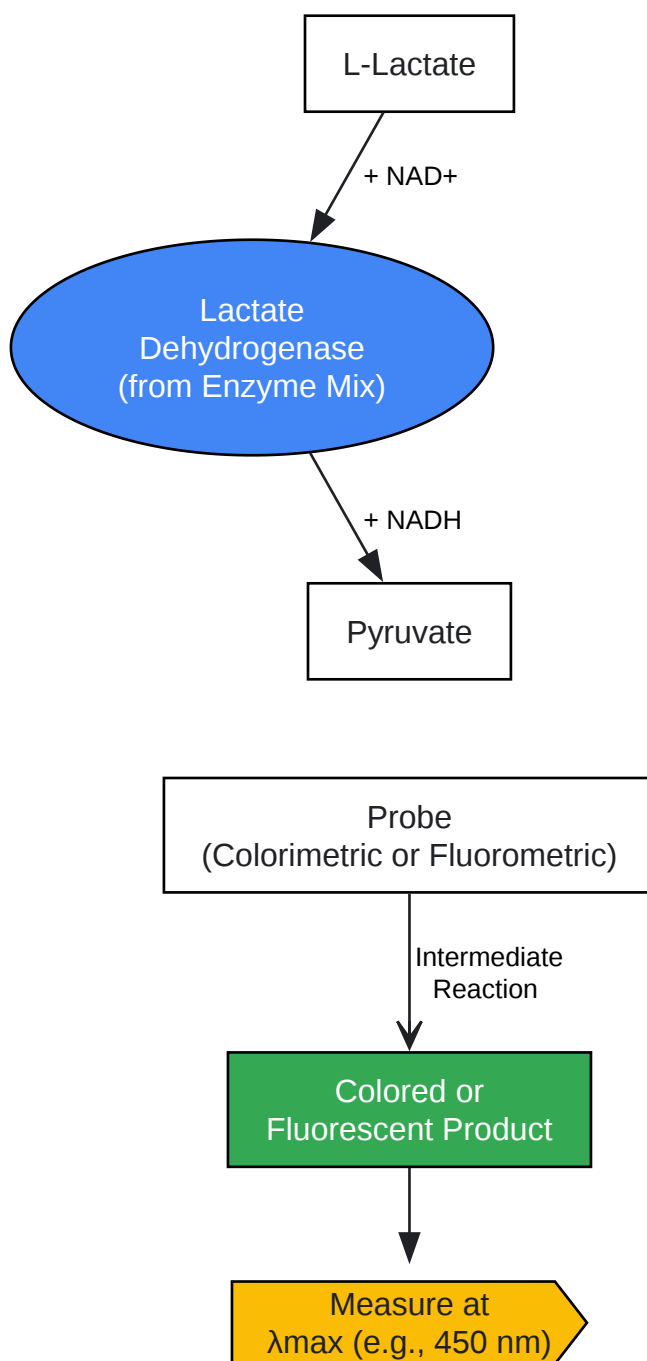 L-Lactate
+ NAD+
Lactate
Dehydrogenase
(from Enzyme Mix)
+ NADH
Pyruvate
Probe
(Colorimetric or Fluorometric)
Intermediate
Reaction
Colored or
Fluorescent Product
Measure at
λmax (e.g., 450 nm)